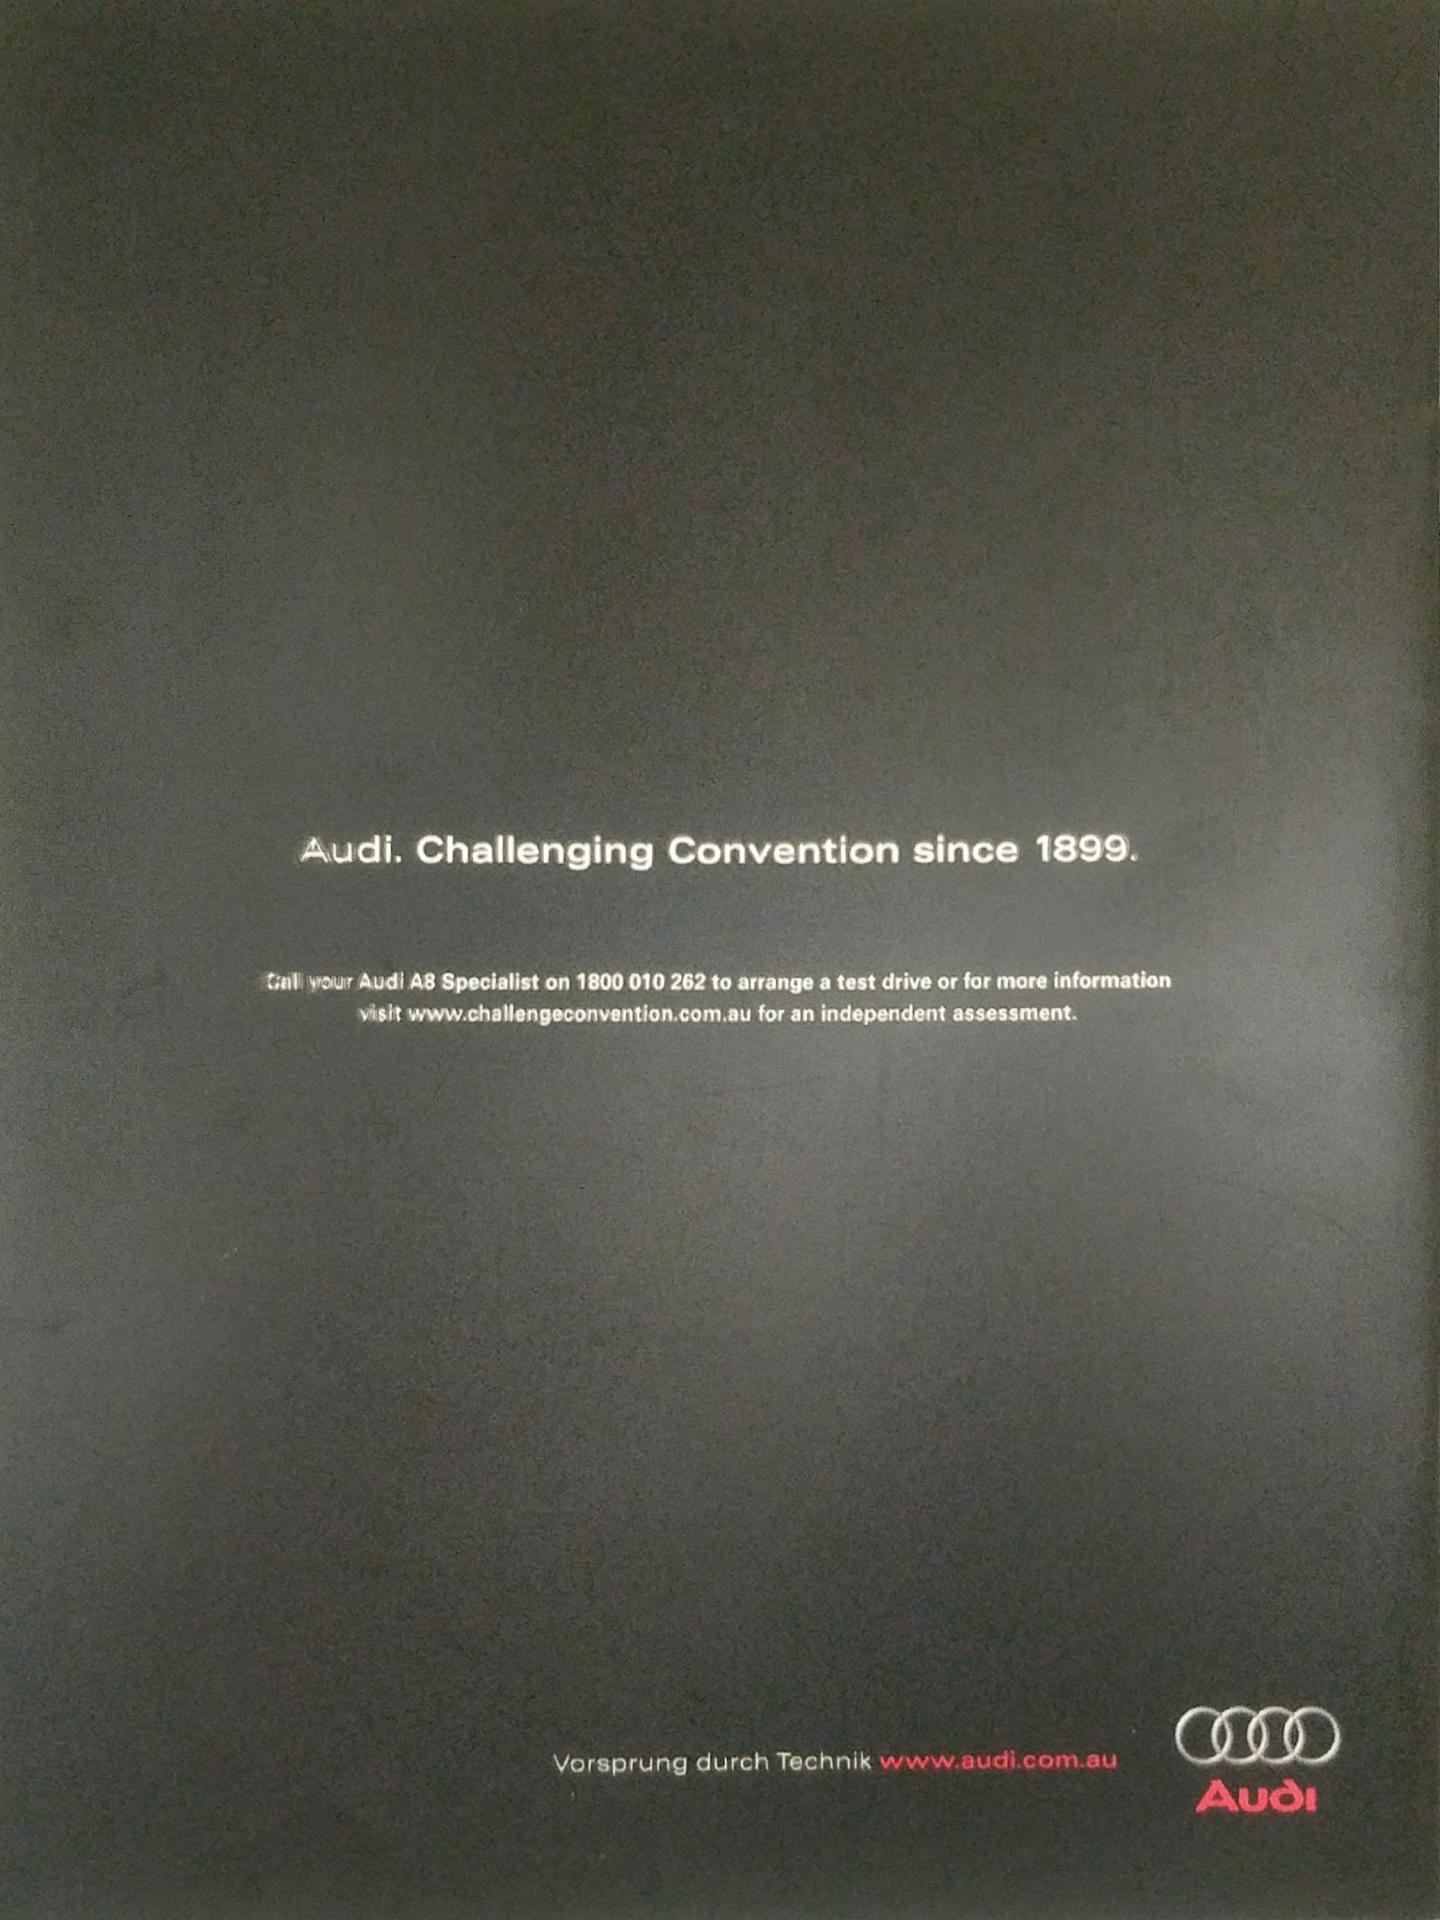 Audi. Challenging Convention since 1899.
Call your Audi A8 Specialist on 1800 010 262 to arrange a test drive or for more information
visit www.challengeconvention.com.au for an independent assessment.
Vorsprung durch Technik www.audi.com.au
Audi